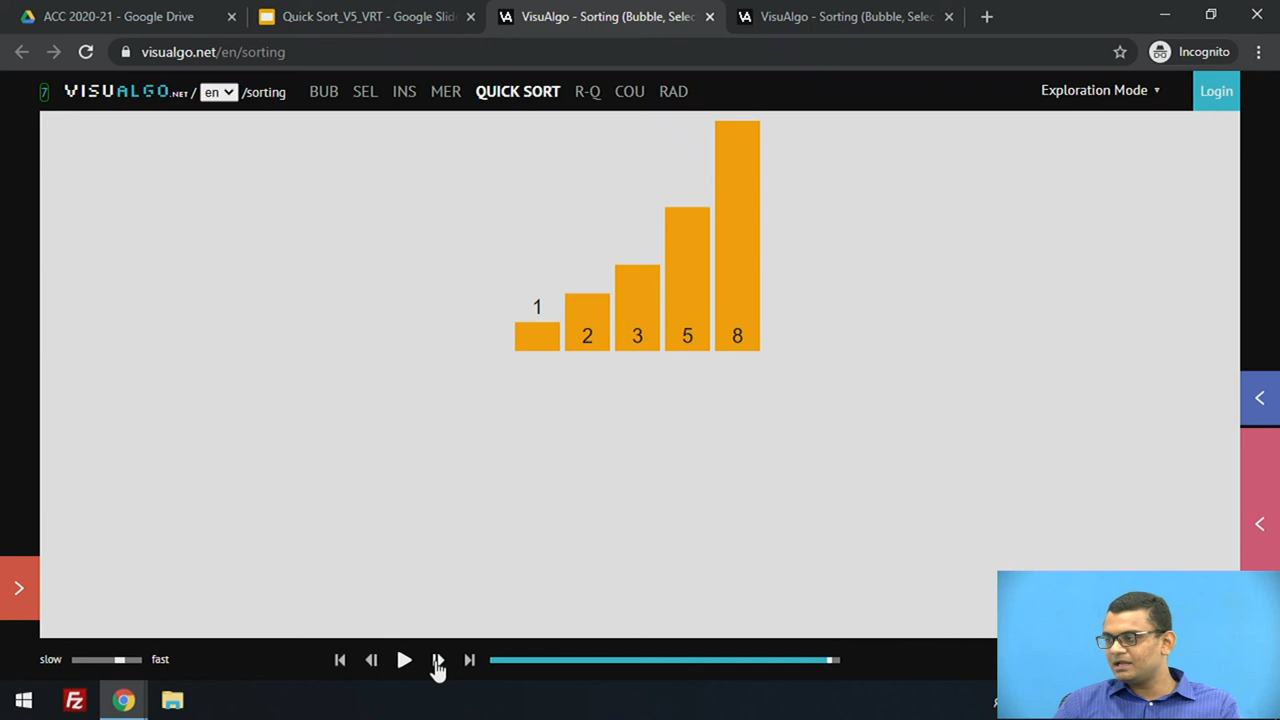 ACC 2020-21 - Google Drive
Quick Sort_V5_VRT - Google Slid
VisuAlgo - Sorting (Bubble, Selec
VisuAlgo - Sorting (Bubble, Selec
visualgo.net/en/sorting
Incognito
7 VISUALGO.NET/ en /sorting
BUB SEL INS MER QUICK SORT R-Q COU RAD
Exploration Mode
Login
1
2 3 5 8
slow fast